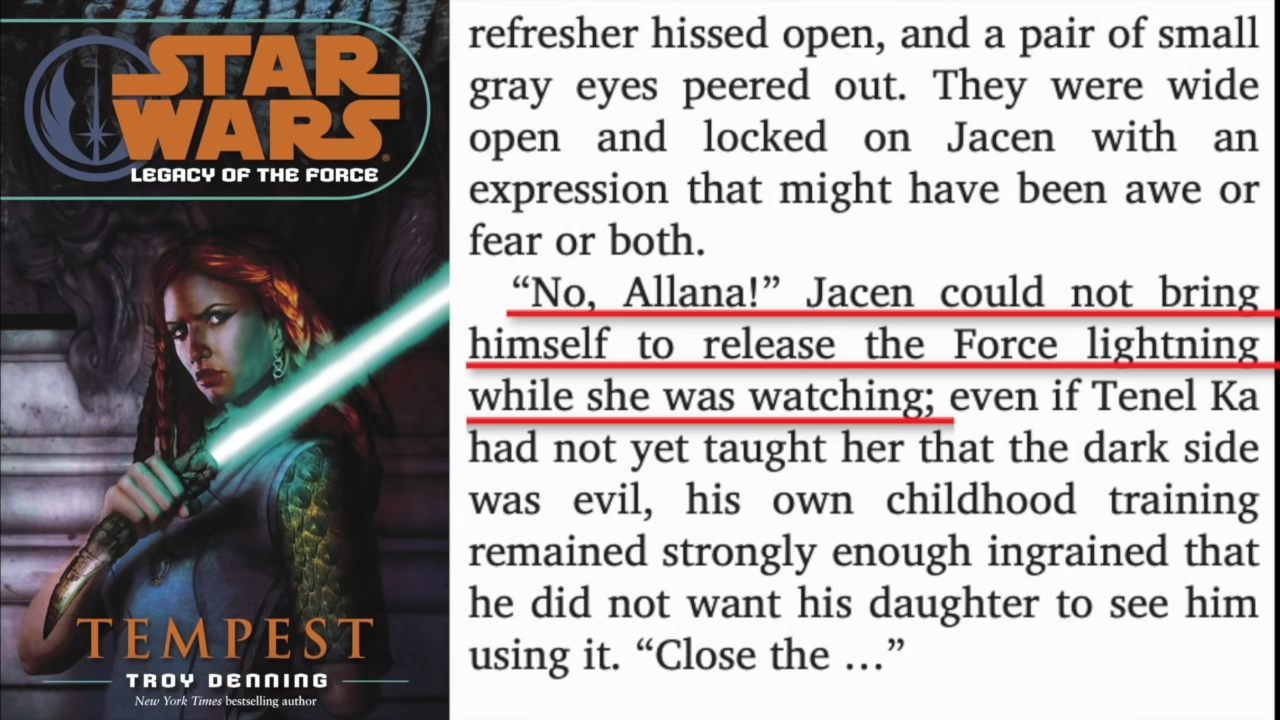 STAR
WARS®
LEGACY OF THE FORCE
TEMPEST
TROY DENNING
New York Times bestselling author
refresher hissed open, and a pair of small
gray eyes peered out. They were wide
open and locked on Jacen with an
expression that might have been awe or
fear or both.
“No, Allana!” Jacen could not bring
himself to release the Force lightning
while she was watching; even if Tenel Ka
had not yet taught her that the dark side
was evil, his own childhood training
remained strongly enough ingrained that
he did not want his daughter to see him
using it. “Close the …”